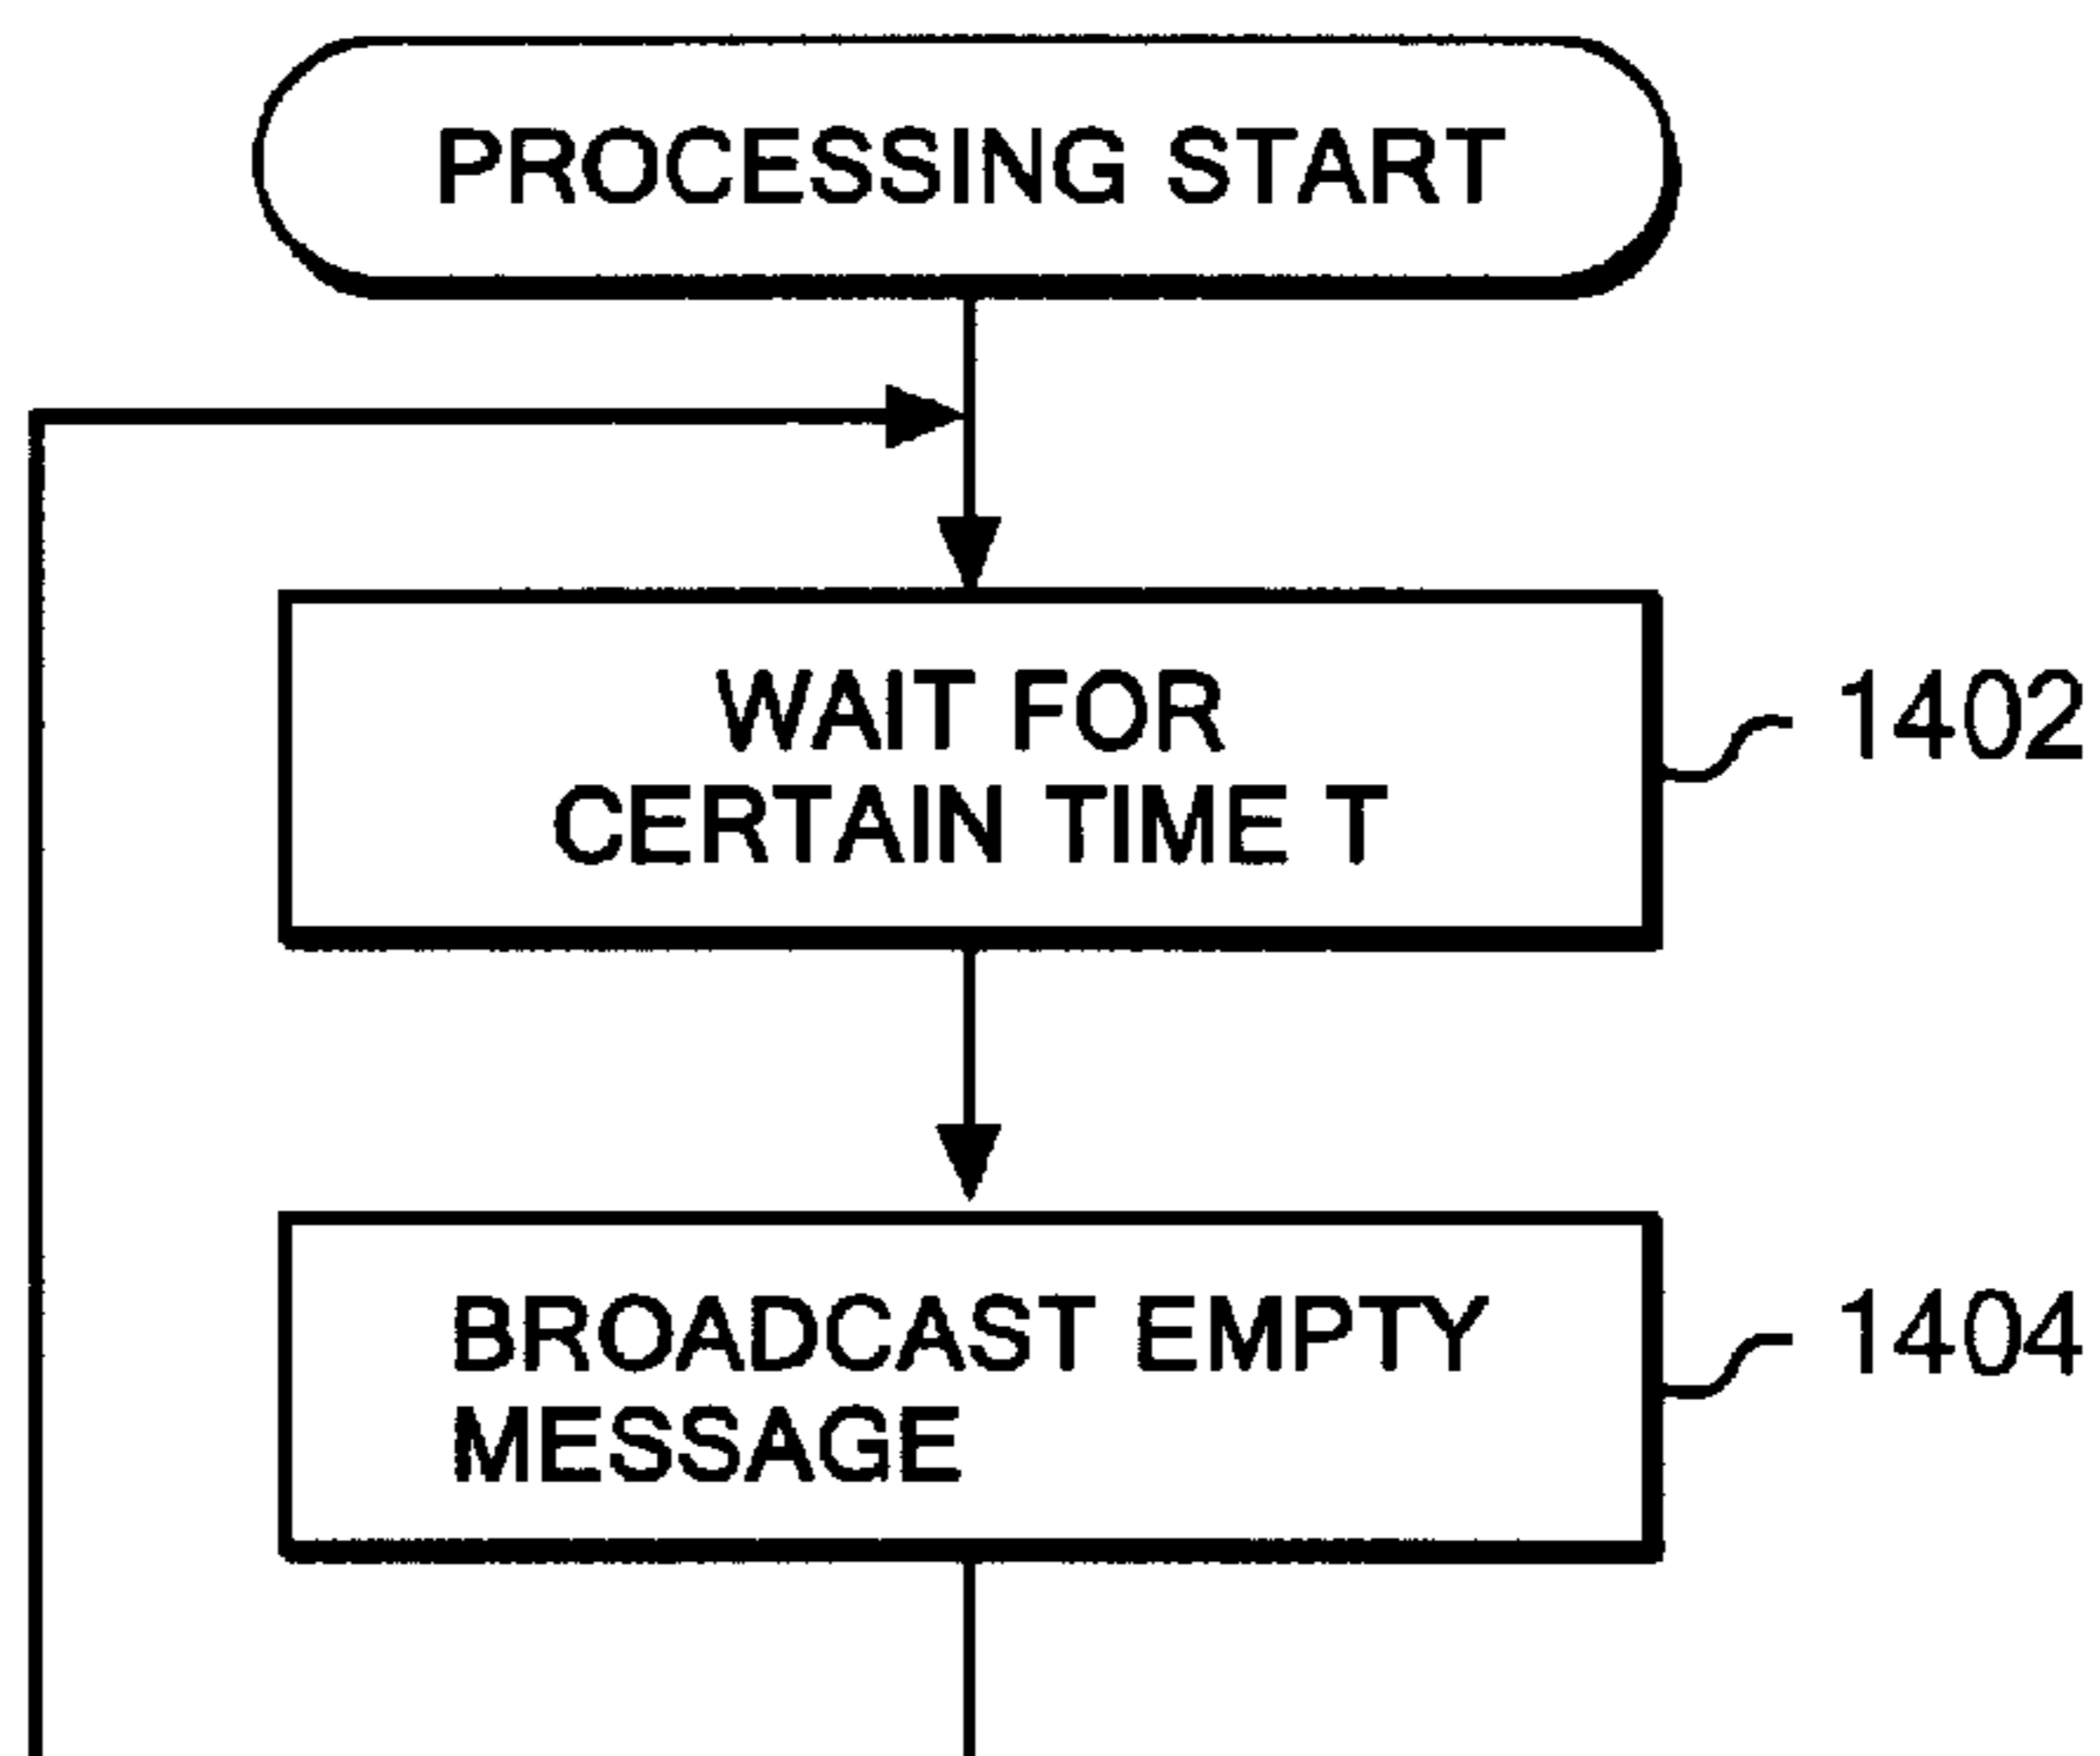 PROCESSING START
WAIT FOR
CERTAIN TIME T
1402
BROADCAST EMPTY
MESSAGE
1404